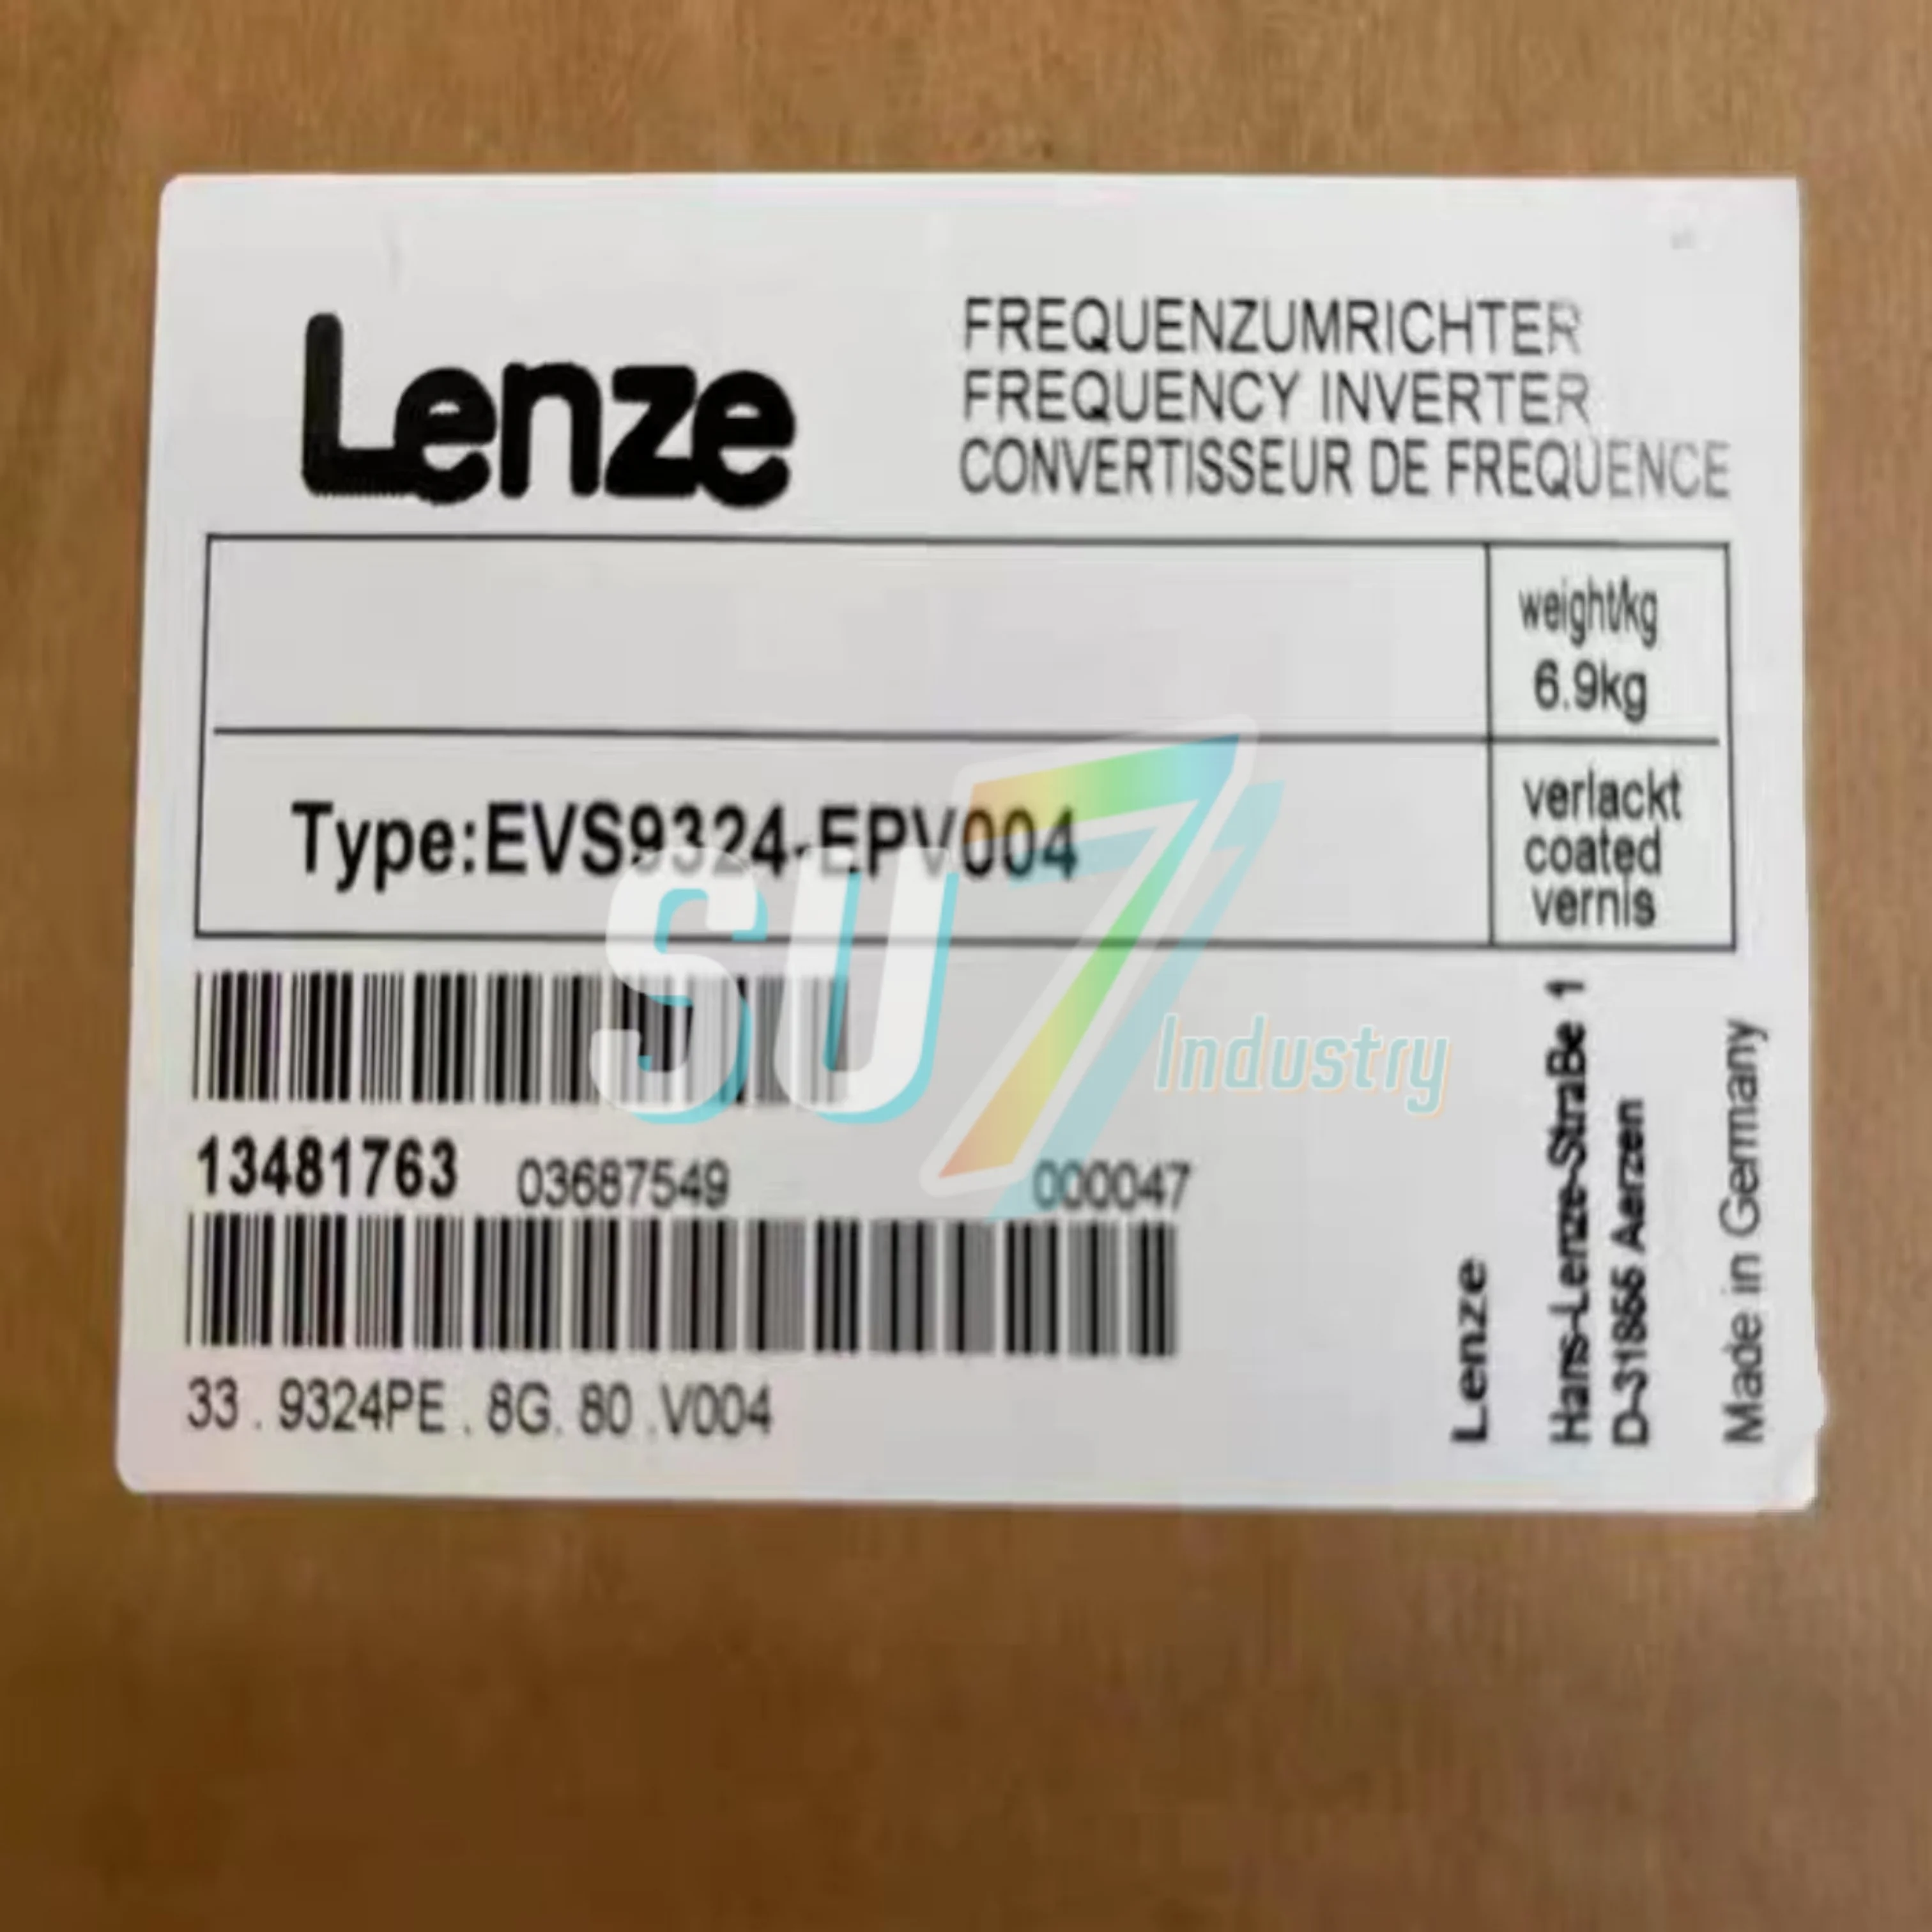 Lenze
FREQUENZUMRICHTER
FREQUENCY INVERTER
CONVERTISSEUR DE FREQUENCE
weight/kg
6.9kg
Type:EVS9324-EPV004
verlackt
coated
vernis
SU7
Industry
13481763 03687549 000047
33 . 9324PE . 8G. 80 .V004
Lenze
Hans-Lenze-StraBe 1
D-31855 Aerzen
Made in Germany